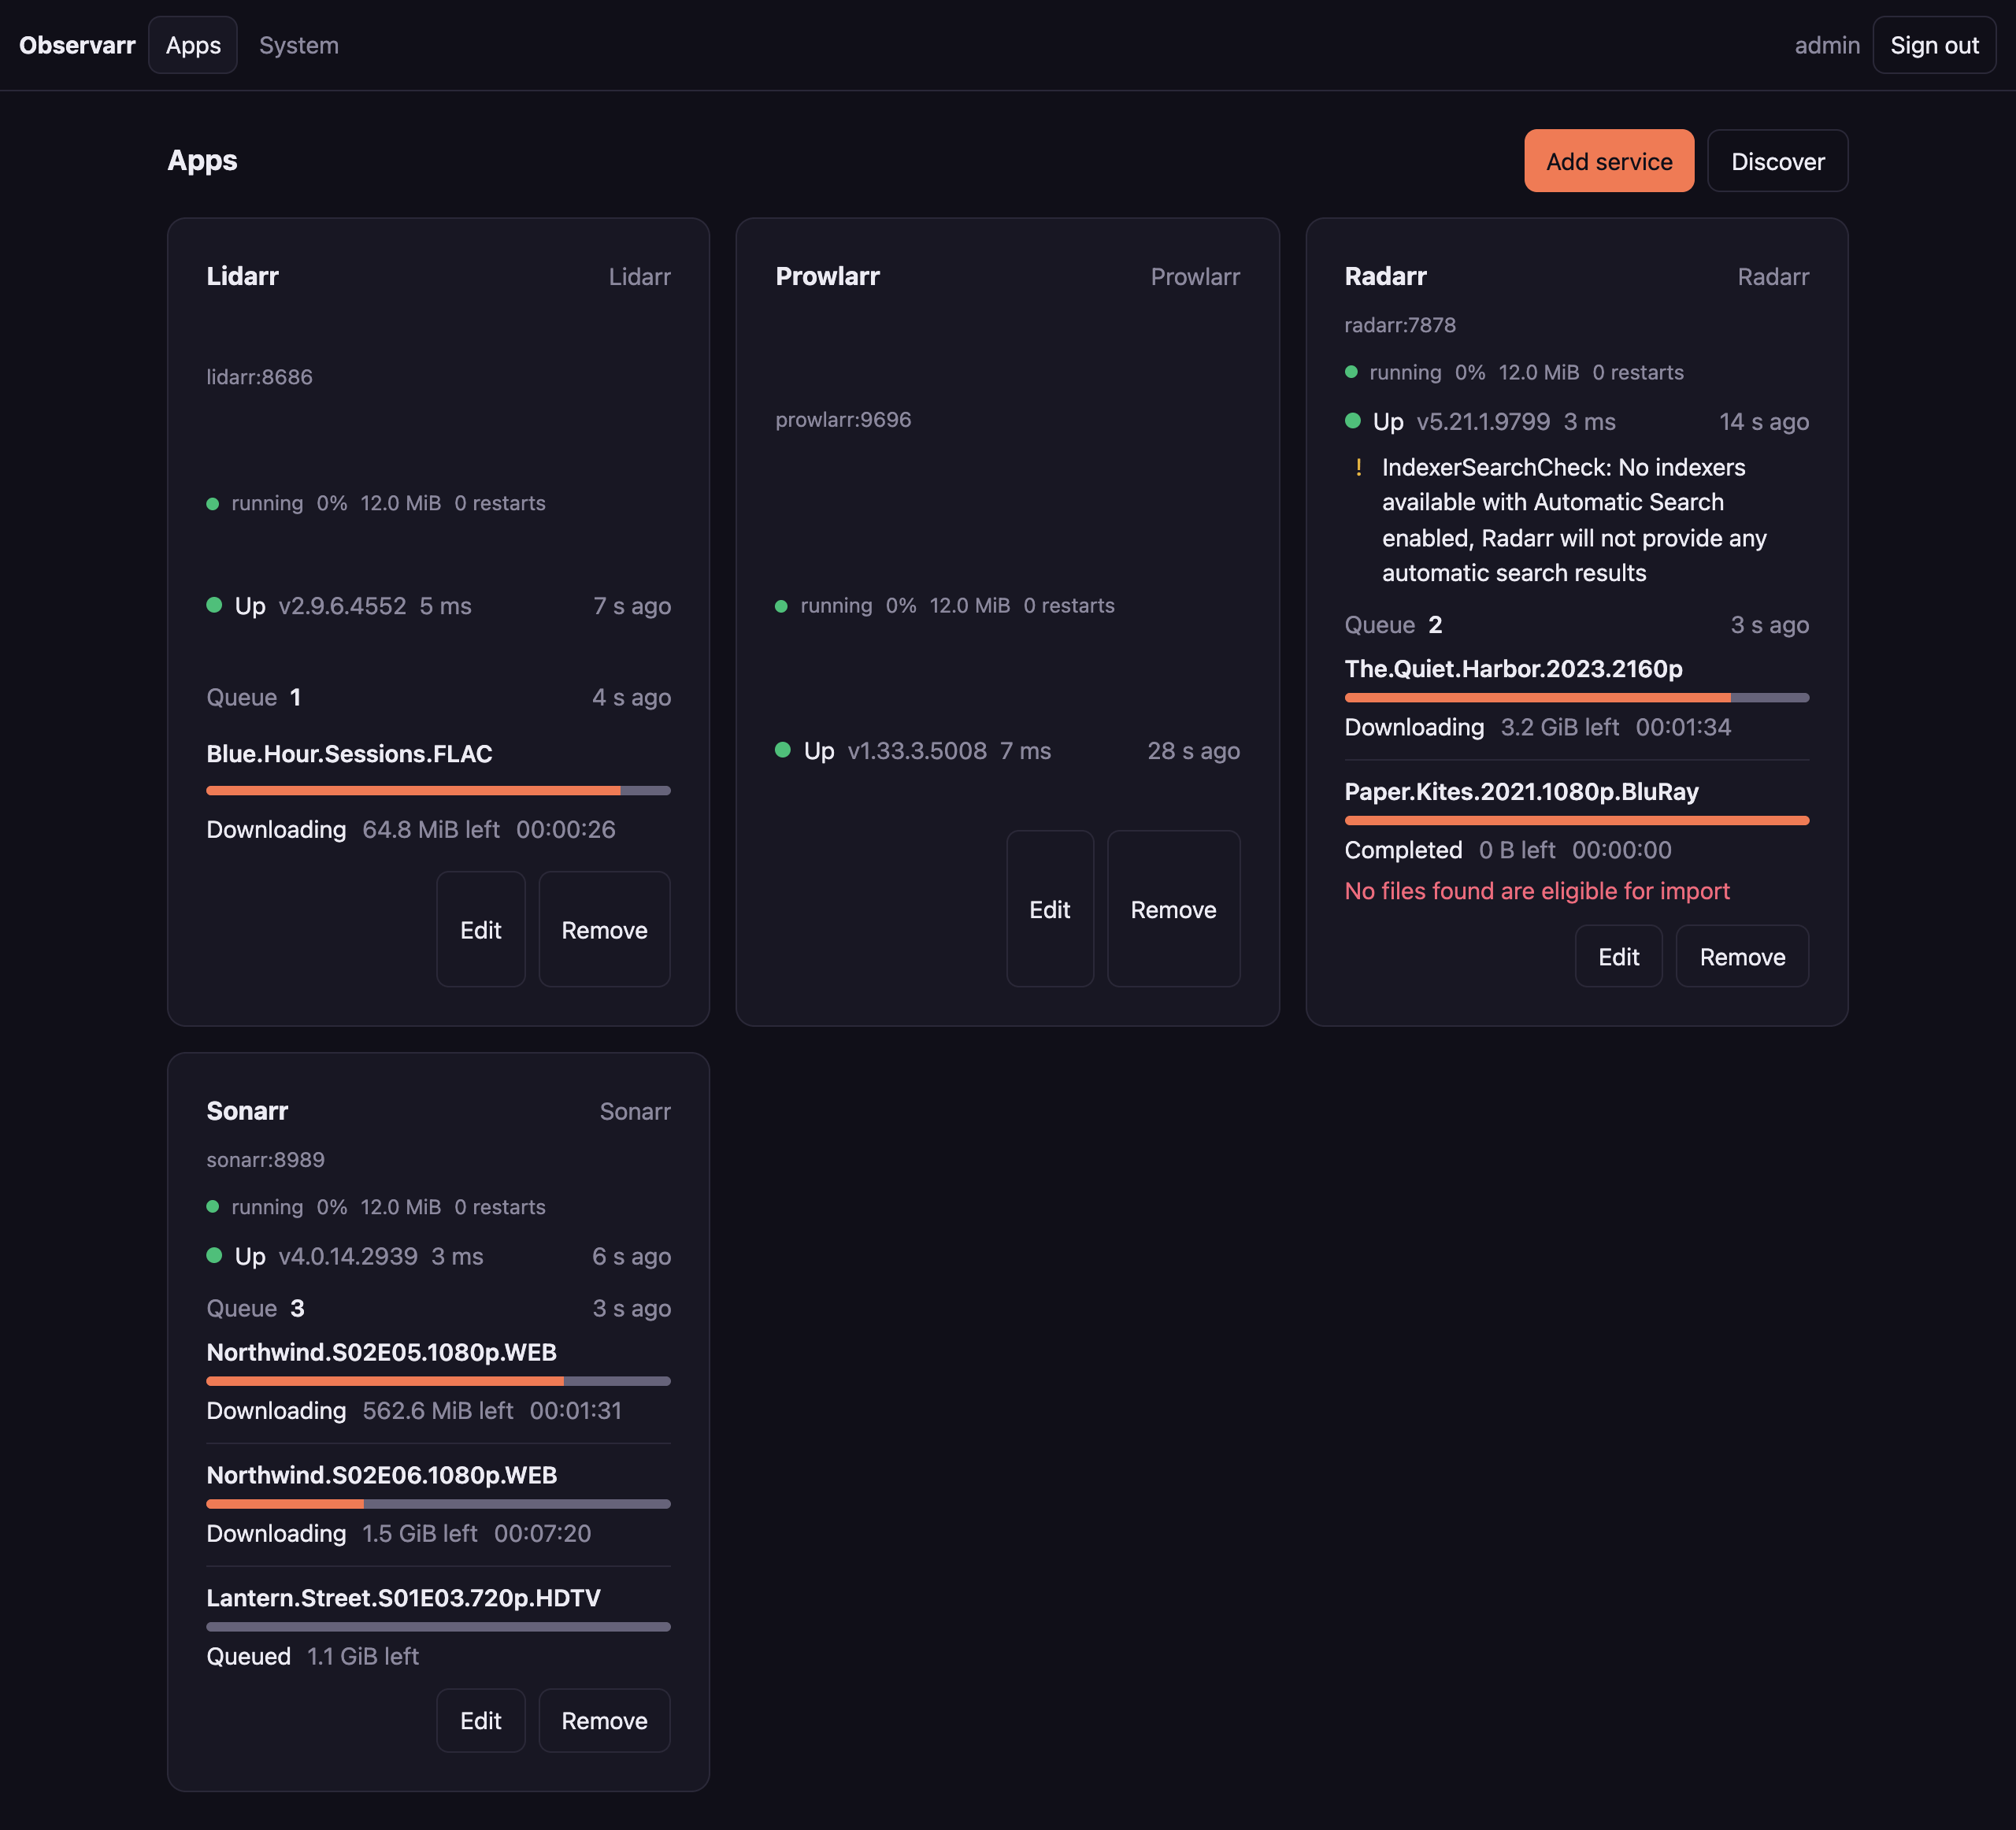 Observarr Apps System admin Sign out
Apps Add service Discover
Lidarr Lidarr
lidarr:8686
running 0% 12.0 MiB 0 restarts
Up v2.9.6.4552 5 ms 7 s ago
Queue 1 4 s ago
Blue.Hour.Sessions.FLAC
Downloading 64.8 MiB left 00:00:26
Edit Remove
Prowlarr Prowlarr
prowlarr:9696
running 0% 12.0 MiB 0 restarts
Up v1.33.3.5008 7 ms 28 s ago
Edit Remove
Radarr Radarr
radarr:7878
running 0% 12.0 MiB 0 restarts
Up v5.21.1.9799 3 ms 14 s ago
! IndexerSearchCheck: No indexers
available with Automatic Search
enabled, Radarr will not provide any
automatic search results
Queue 2 3 s ago
The.Quiet.Harbor.2023.2160p
Downloading 3.2 GiB left 00:01:34
Paper.Kites.2021.1080p.BluRay
Completed 0 B left 00:00:00
No files found are eligible for import
Edit Remove
Sonarr Sonarr
sonarr:8989
running 0% 12.0 MiB 0 restarts
Up v4.0.14.2939 3 ms 6 s ago
Queue 3 3 s ago
Northwind.S02E05.1080p.WEB
Downloading 562.6 MiB left 00:01:31
Northwind.S02E06.1080p.WEB
Downloading 1.5 GiB left 00:07:20
Lantern.Street.S01E03.720p.HDTV
Queued 1.1 GiB left
Edit Remove